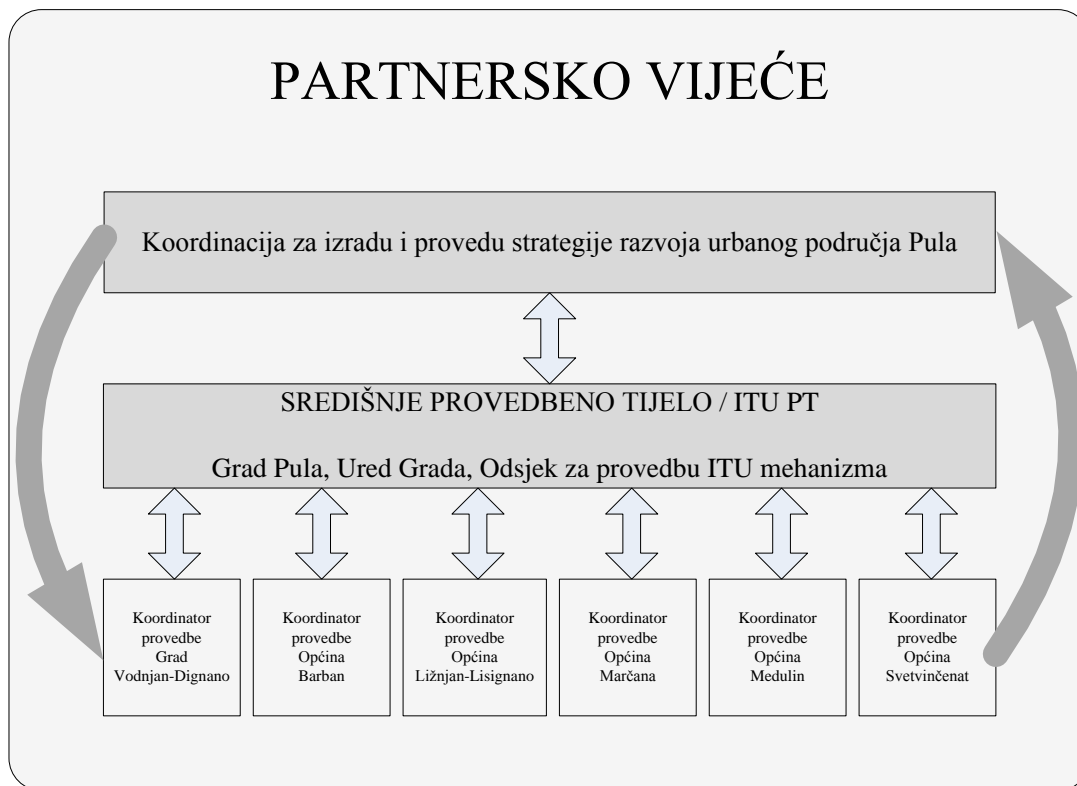 PARTNERSKO VIJEĆE
Koordinacija za izradu i provedu strategije razvoja urbanog područja Pula
SREDIŠNJE PROVEDBENO TIJELO / ITU PT
Grad Pula, Ured Grada, Odsjek za provedbu ITU mehanizma
Koordinator
provedbe
Grad
Vodnjan-Dignano
Koordinator
provedbe
Općina
Barban
Koordinator
provedbe
Općina
Ližnjan-Lisignano
Koordinator
provedbe
Općina
Marčana
Koordinator
provedbe
Općina
Medulin
Koordinator
provedbe
Općina
Svetvinčenat